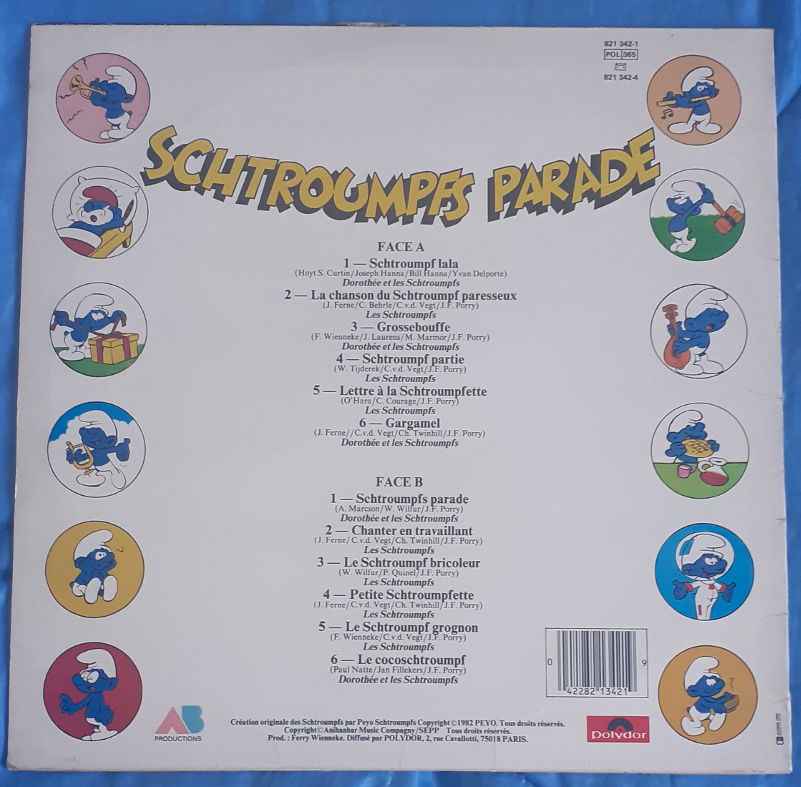 821 342-1
POL 365
821 342-4
SCHTROUMPFS PARADE
FACE A
1 — Schtroumpf lala
(Hoyt S. Curtin/Joseph Hanna/Bill Hanna/Yvan Delporte)
Dorothée et les Schtroumpfs
2 — La chanson du Schtroumpf paresseux
(J. Ferne/C. Behrle/C.v.d. Vegt/J.F. Porry)
Les Schtroumpfs
3 — Grossebouffe
(F. Wienneke/J. Laurens/M. Marmor/J.F. Porry)
Dorothée et les Schtroumpfs
4 — Schtroumpf partie
(W. Tijderek/C.v.d. Vegt/J.F. Porry)
Les Schtroumpfs
5 — Lettre à la Schtroumpfette
(O'Hara/C. Courage/J.F. Porry)
Les Schtroumpfs
6 — Gargamel
(J. Ferne//C.v.d. Vegt/Ch. Twinhill/J.F. Porry)
Dorothée et les Schtroumpfs
FACE B
1 — Schtroumpfs parade
(A. Marcson/W. Wilfur/J.F. Porry)
Dorothée et les Schtroumpfs
2 — Chanter en travaillant
(J. Ferne/C.v.d. Vegt/Ch. Twinhill/J.F. Porry)
Les Schtroumpfs
3 — Le Schtroumpf bricoleur
(W. Wilfur/P. Quinel/J.F. Porry)
Les Schtroumpfs
4 — Petite Schtroumpfette
(J. Ferne/C.v.d. Vegt/Ch. Twinhill/J.F. Porry)
Les Schtroumpfs
5 — Le Schtroumpf grognon
(F. Wienneke/C.v.d. Vegt/J.F. Porry)
Les Schtroumpfs
6 — Le cocoschtroumpf
(Paul Natte/Jan Fillekers/J.F. Porry)
Dorothée et les Schtroumpfs
0 42282 13421 9
AB
PRODUCTIONS
Création originale des Schtroumpfs par Peyo Schtroumpfs Copyright © 1982 PEYO. Tous droits réservés.
Copyright © Anibanbar Music Compagny/SEPP Tous droits réservés.
Prod. : Ferry Wienneke. Diffusé par POLYDOR, 2, rue Cavallotti, 75018 PARIS.
Polydor